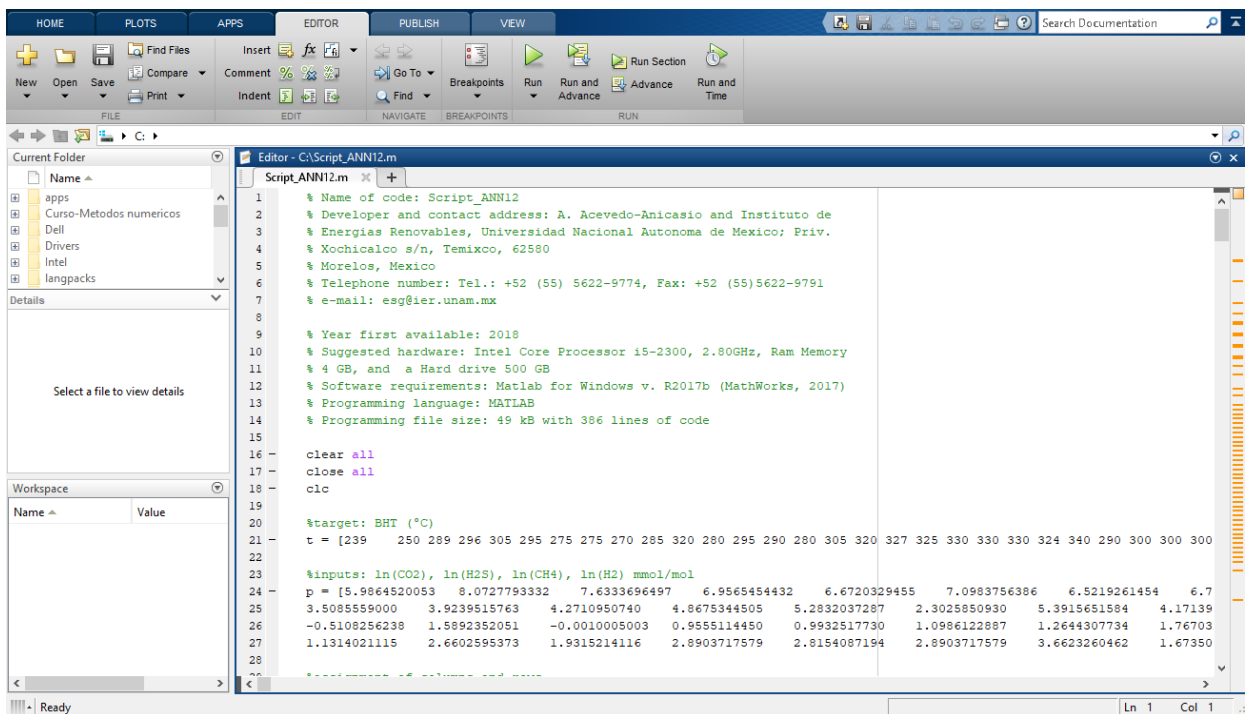 HOME PLOTS APPS EDITOR PUBLISH VIEW Search Documentation
New Open Save Find Files Compare Print
Insert fx Comment % Indent
Go To Find
Breakpoints Run Run and Advance Run Section Advance Run and Time
FILE EDIT NAVIGATE BREAKPOINTS RUN
C:
Current Folder
Name
apps
Curso-Metodos numericos
Dell
Drivers
Intel
langpacks
Details
Select a file to view details
Workspace
Name Value
Editor - C:\Script_ANN12.m
Script_ANN12.m
1 % Name of code: Script_ANN12
2 % Developer and contact address: A. Acevedo-Anicasio and Instituto de
3 % Energias Renovables, Universidad Nacional Autonoma de Mexico; Priv.
4 % Xochicalco s/n, Temixco, 62580
5 % Morelos, Mexico
6 % Telephone number: Tel.: +52 (55) 5622-9774, Fax: +52 (55)5622-9791
7 % e-mail: esg@ier.unam.mx
8
9 % Year first available: 2018
10 % Suggested hardware: Intel Core Processor i5-2300, 2.80GHz, Ram Memory
11 % 4 GB, and a Hard drive 500 GB
12 % Software requirements: Matlab for Windows v. R2017b (MathWorks, 2017)
13 % Programming language: MATLAB
14 % Programming file size: 49 kB with 386 lines of code
15
16 – clear all
17 – close all
18 – clc
19
20 %target: BHT (°C)
21 – t = [239 250 289 296 305 295 275 275 270 285 320 280 295 290 280 305 320 327 325 330 330 330 324 340 290 300 300 300
22
23 %inputs: ln(CO2), ln(H2S), ln(CH4), ln(H2) mmol/mol
24 – p = [5.9864520053 8.0727793332 7.6333696497 6.9565454432 6.6720329455 7.0983756386 6.5219261454 6.7
25 3.5085559000 3.9239515763 4.2710950740 4.8675344505 5.2832037287 2.3025850930 5.3915651584 4.17139
26 -0.5108256238 1.5892352051 -0.0010005003 0.9555114450 0.9932517730 1.0986122887 1.2644307734 1.76703
27 1.1314021115 2.6602595373 1.9315214116 2.8903717579 2.8154087194 2.8903717579 3.6623260462 1.67350
28
Ready Ln 1 Col 1